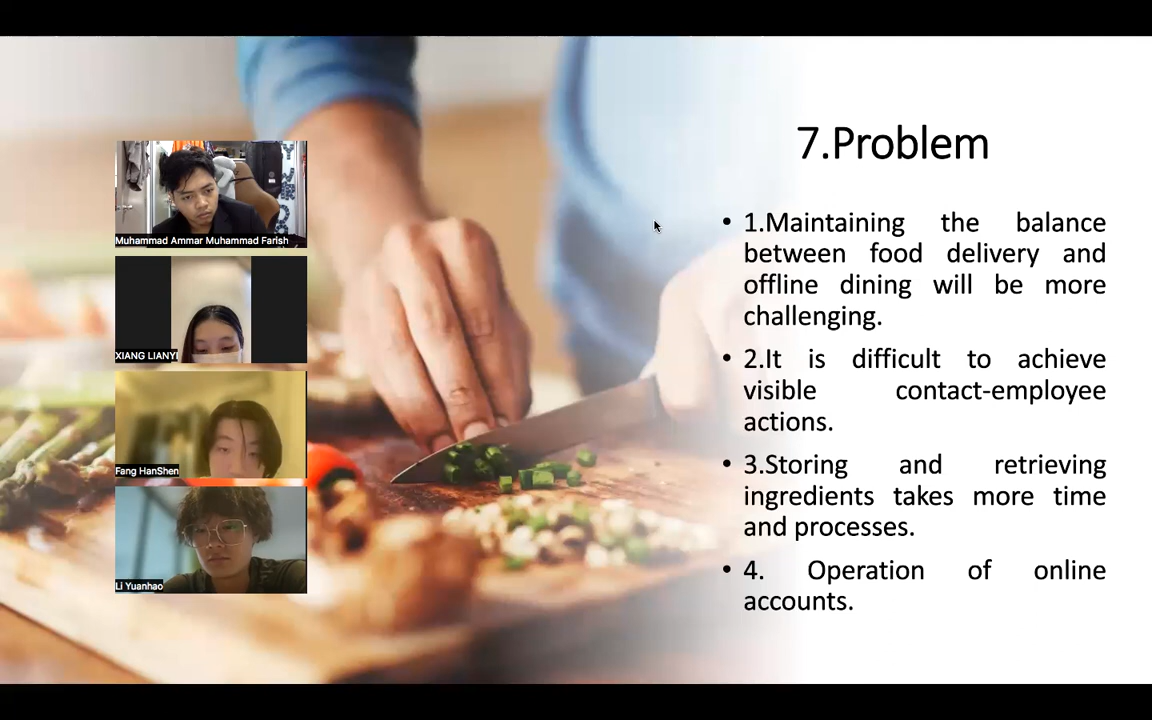 7.Problem
• 1.Maintaining the balance
between food delivery and
offline dining will be more
challenging.
• 2.It is difficult to achieve
visible contact-employee
actions.
• 3.Storing and retrieving
ingredients takes more time
and processes.
• 4. Operation of online
accounts.
Muhammad Ammar Muhammad Farish
XIANG LIANYI
Fang HanShen
Li Yuanhao